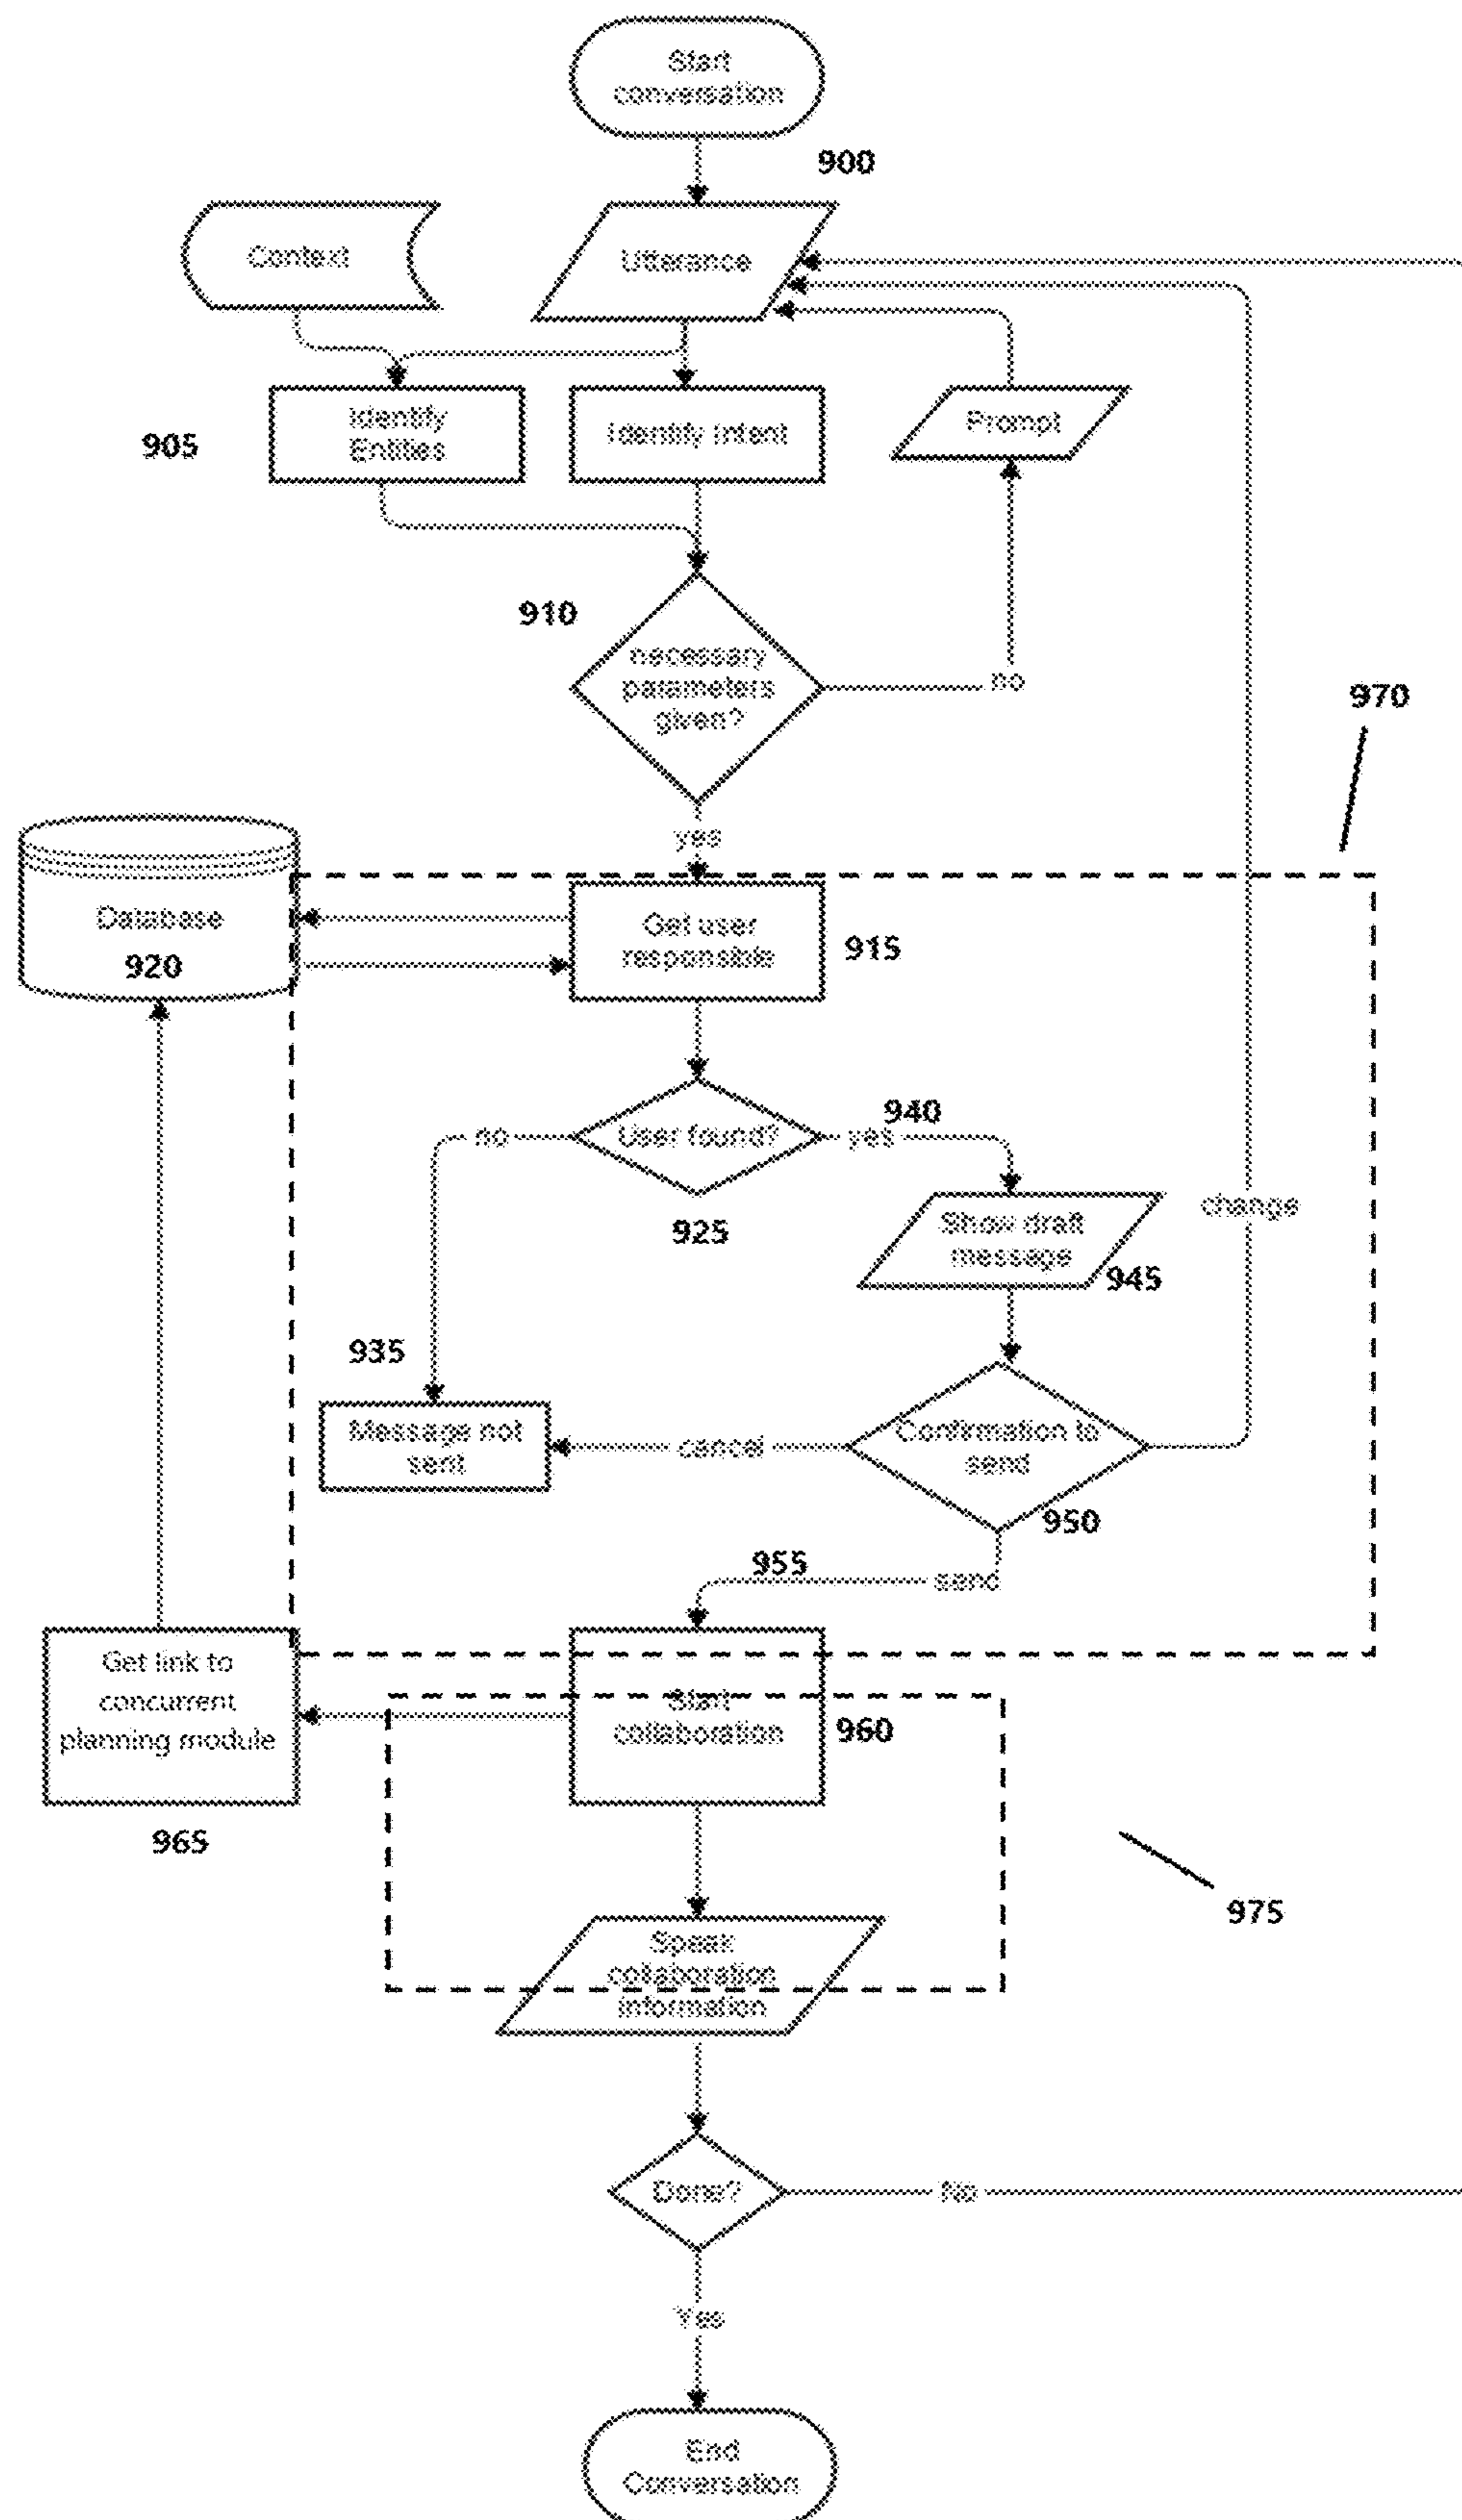 Start
conversation
900
Context
Utterance
905
Identify
Entities
Identify Intent
Prompt
910
necessary
parameters
given?
no
970
yes
Database
920
Get user
responsible
915
940
no
User found?
yes
925
Show draft
message
945
change
935
Message not
sent
cancel
Confirmation to
send
950
955
send
Get link to
concurrent
planning module
Start
collaboration
960
965
975
Speak
collaboration
information
Done?
No
Yes
End
Conversation